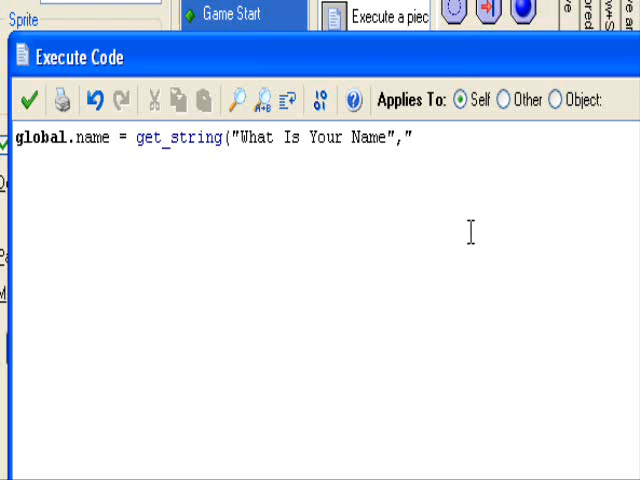 Sprite
Game Start
Execute a piec
Execute Code
Applies To: Self Other Object:
global.name = get_string("What Is Your Name","